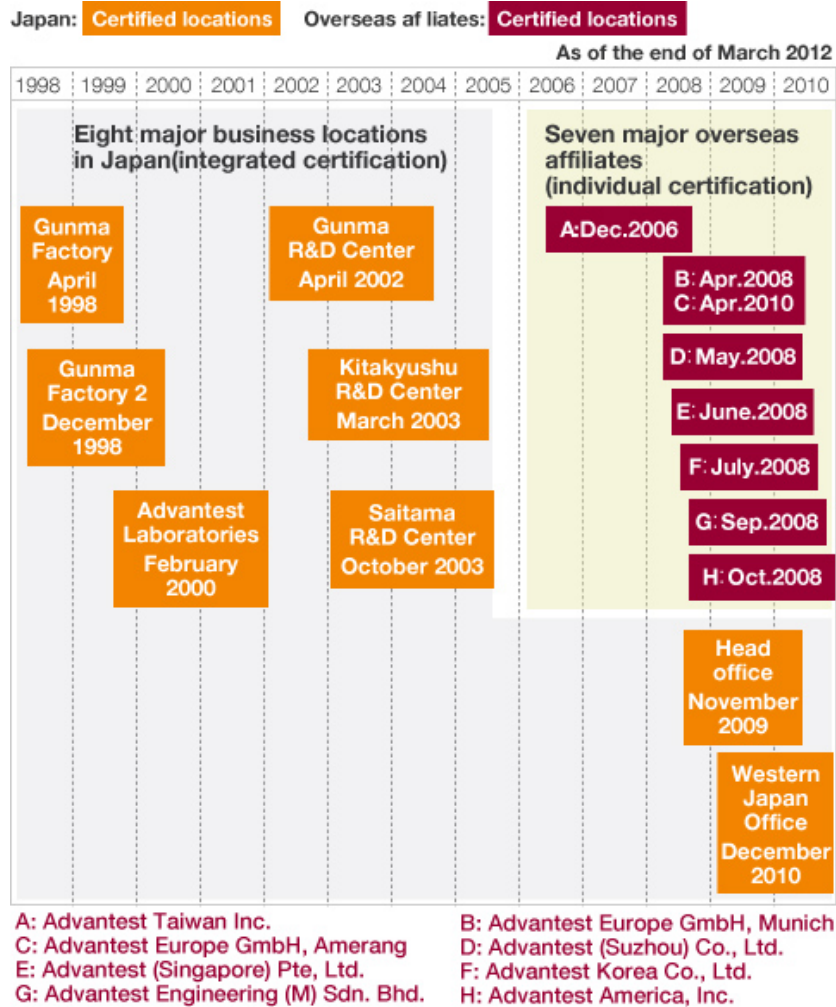 Japan: Certified locations Overseas af liates: Certified locations
As of the end of March 2012
1998 1999 2000 2001 2002 2003 2004 2005 2006 2007 2008 2009 2010
Eight major business locations
in Japan(integrated certification)
Seven major overseas
affiliates
(individual certification)
Gunma
Factory
April
1998
Gunma
R&D Center
April 2002
A:Dec.2006
B:Apr.2008
C:Apr.2010
Gunma
Factory 2
December
1998
Kitakyushu
R&D Center
March 2003
D:May.2008
E:June.2008
F:July.2008
Advantest
Laboratories
February
2000
Saitama
R&D Center
October 2003
G:Sep.2008
H:Oct.2008
Head
office
November
2009
Western
Japan
Office
December
2010
A: Advantest Taiwan Inc.
B: Advantest Europe GmbH, Munich
C: Advantest Europe GmbH, Amerang
D: Advantest (Suzhou) Co., Ltd.
E: Advantest (Singapore) Pte, Ltd.
F: Advantest Korea Co., Ltd.
G: Advantest Engineering (M) Sdn. Bhd.
H: Advantest America, Inc.